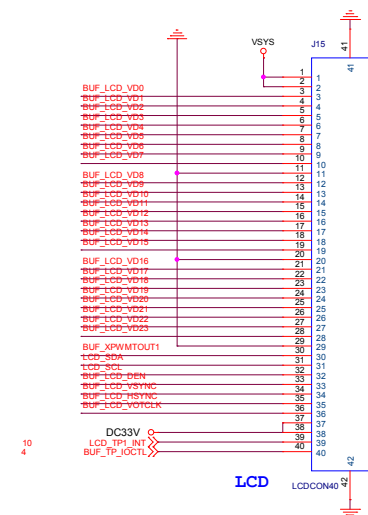 VSYS
J15
41
41
1 1
2 2
BUF_LCD_VD0 3 3
BUF_LCD_VD1 4 4
BUF_LCD_VD2 5 5
BUF_LCD_VD3 6 6
BUF_LCD_VD4 7 7
BUF_LCD_VD5 8 8
BUF_LCD_VD6 9 9
BUF_LCD_VD7 10 10
11 11
BUF_LCD_VD8 12 12
BUF_LCD_VD9 13 13
BUF_LCD_VD10 14 14
BUF_LCD_VD11 15 15
BUF_LCD_VD12 16 16
BUF_LCD_VD13 17 17
BUF_LCD_VD14 18 18
BUF_LCD_VD15 19 19
20 20
BUF_LCD_VD16 21 21
BUF_LCD_VD17 22 22
BUF_LCD_VD18 23 23
BUF_LCD_VD19 24 24
BUF_LCD_VD20 25 25
BUF_LCD_VD21 26 26
BUF_LCD_VD22 27 27
BUF_LCD_VD23 28 28
29 29
BUF_XPWMTOUT1 30 30
LCD_SDA 31 31
LCD_SCL 32 32
BUF_LCD_DEN 33 33
BUF_LCD_VSYNC 34 34
BUF_LCD_HSYNC 35 35
BUF_LCD_VOTCLK 36 36
37 37
DC33V 38 38
10 LCD_TP1_INT 39 39
4 BUF_TP_IOCTL 40 40
42
42
LCD
LCDCON40